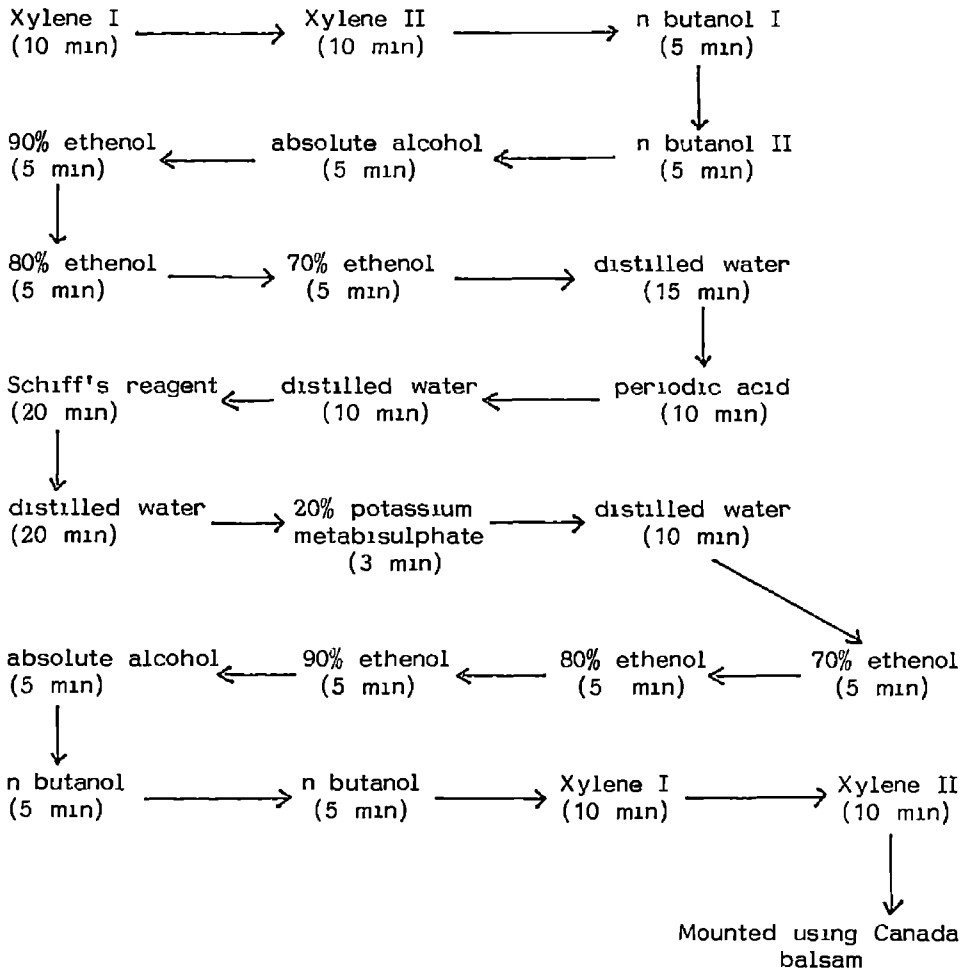 Xylene I
(10 min)
Xylene II
(10 min)
n butanol I
(5 min)
90% ethenol
(5 min)
absolute alcohol
(5 min)
n butanol II
(5 min)
80% ethenol
(5 min)
70% ethenol
(5 min)
distilled water
(15 min)
Schiff's reagent
(20 min)
distilled water
(10 min)
periodic acid
(10 min)
distilled water
(20 min)
20% potassium
metabisulphate
(3 min)
distilled water
(10 min)
absolute alcohol
(5 min)
90% ethenol
(5 min)
80% ethenol
(5 min)
70% ethenol
(5 min)
n butanol
(5 min)
n butanol
(5 min)
Xylene I
(10 min)
Xylene II
(10 min)
Mounted using Canada
balsam